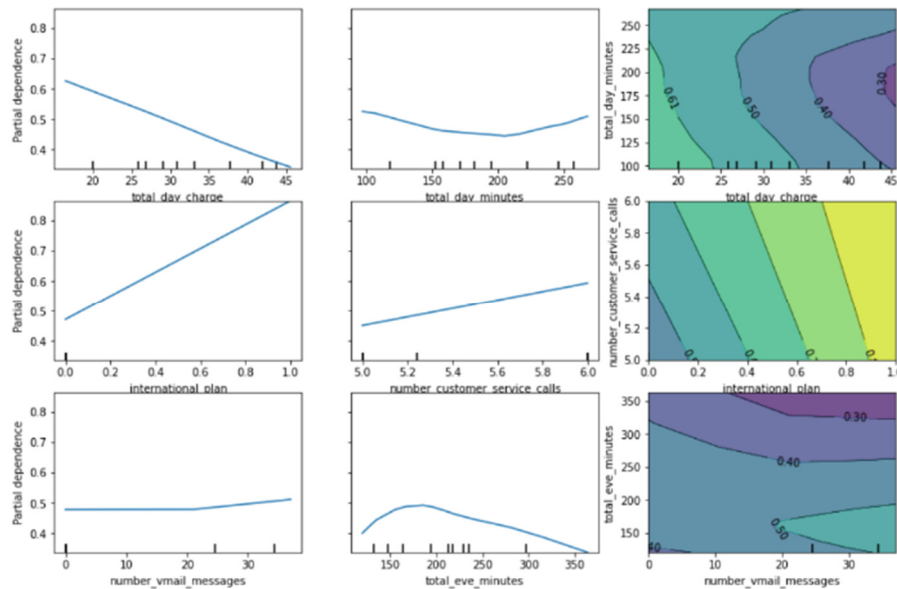 Partial dependence
0.8
0.7
0.6
0.5
0.4
20 25 30 35 40 45
total_day_charge
100 150 200 250
total_day_minutes
total_day_minutes
250
225
200
175
150
125
100
0.61
0.50
0.40
0.30
20 25 30 35 40 45
total_day_charge
Partial dependence
0.8
0.7
0.6
0.5
0.4
0.0 0.2 0.4 0.6 0.8 1.0
international_plan
5.0 5.2 5.4 5.6 5.8 6.0
number_customer_service_calls
number_customer_service_calls
6.0
5.8
5.6
5.4
5.2
5.0
0.0 0.2 0.4 0.6 0.8 1.0
international_plan
Partial dependence
0.8
0.7
0.6
0.5
0.4
0 10 20 30
number_vmail_messages
150 200 250 300 350
total_eve_minutes
total_eve_minutes
350
300
250
200
150
0.30
0.40
0.50
0 10 20 30
number_vmail_messages